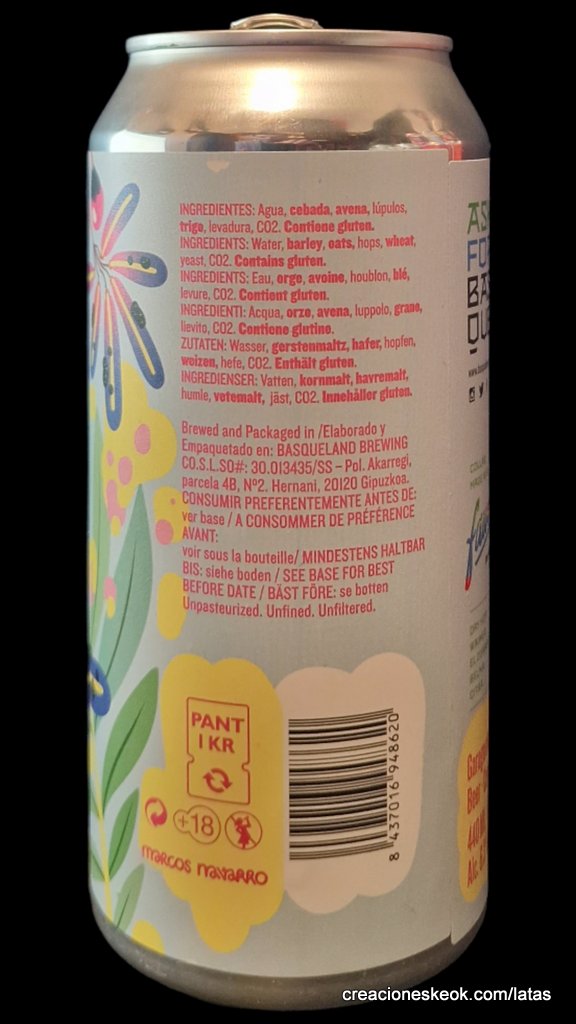 INGREDIENTES: Agua, cebada, avena, lúpulos,
trigo, levadura, CO2. Contiene gluten.
INGREDIENTS: Water, barley, oats, hops, wheat,
yeast, CO2. Contains gluten.
INGREDIENTS: Eau, orge, avoine, houblon, blé,
levure, CO2. Contient gluten.
INGREDIENTI: Acqua, orzo, avena, luppolo, grano,
lievito, CO2. Contiene glutine.
ZUTATEN: Wasser, gerstenmaltz, hafer, hopfen,
weizen, hefe, CO2. Enthält gluten.
INGREDIENSER: Vatten, kornmalt, havremalt,
humle, vetemalt, jäst, CO2. Innehåller gluten.
Brewed and Packaged in /Elaborado y
Empaquetado en: BASQUELAND BREWING
CO.S.L.SO#: 30.013435/SS – Pol. Akarregi,
parcela 4B, Nº2. Hernani, 20120 Gipuzkoa.
CONSUMIR PREFERENTEMENTE ANTES DE:
ver base / A CONSOMMER DE PRÉFÉRENCE
AVANT:
voir sous la bouteille/ MINDESTENS HALTBAR
BIS: siehe boden / SEE BASE FOR BEST
BEFORE DATE / BÄST FÖRE: se botten
Unpasteurized. Unfined. Unfiltered.
PANT
1 KR
+18
MARCOS NAVARRO
8 437016 948620
Beer
creacioneskeok.com/latas